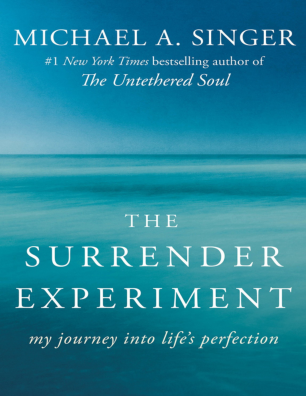 MICHAEL A. SINGER
#1 New York Times bestselling author of
The Untethered Soul
THE
SURRENDER
EXPERIMENT
my journey into life's perfection